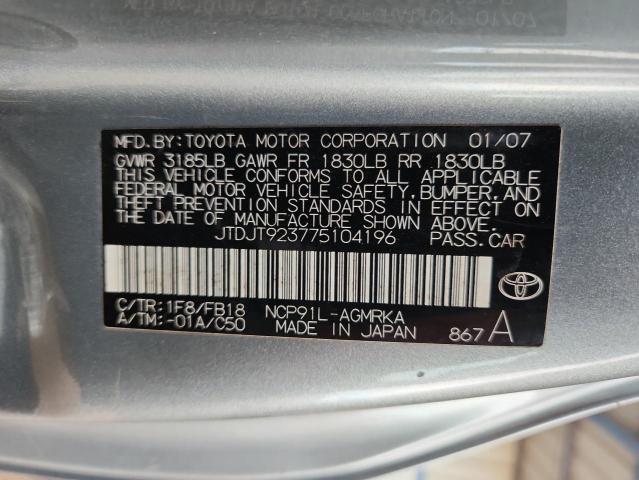 MFD.BY:TOYOTA MOTOR CORPORATION 01/07
GVWR 3185LB GAWR FR 1830LB RR 1830LB
THIS VEHICLE CONFORMS TO ALL APPLICABLE
FEDERAL MOTOR VEHICLE SAFETY,BUMPER,AND
THEFT PREVENTION STANDARDS IN EFFECT ON
THE DATE OF MANUFACTURE SHOWN ABOVE.
JTDJT923775104196 PASS.CAR
C/TR:1F8/FB18 NCP91L-AGMRKA
A/TM:-01A/C50 MADE IN JAPAN 867 A